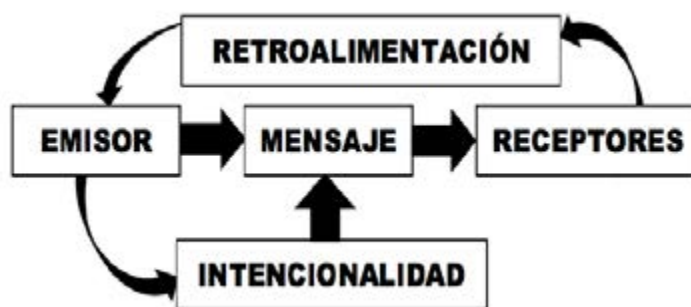 RETROALIMENTACIÓN
EMISOR
MENSAJE
RECEPTORES
INTENCIONALIDAD